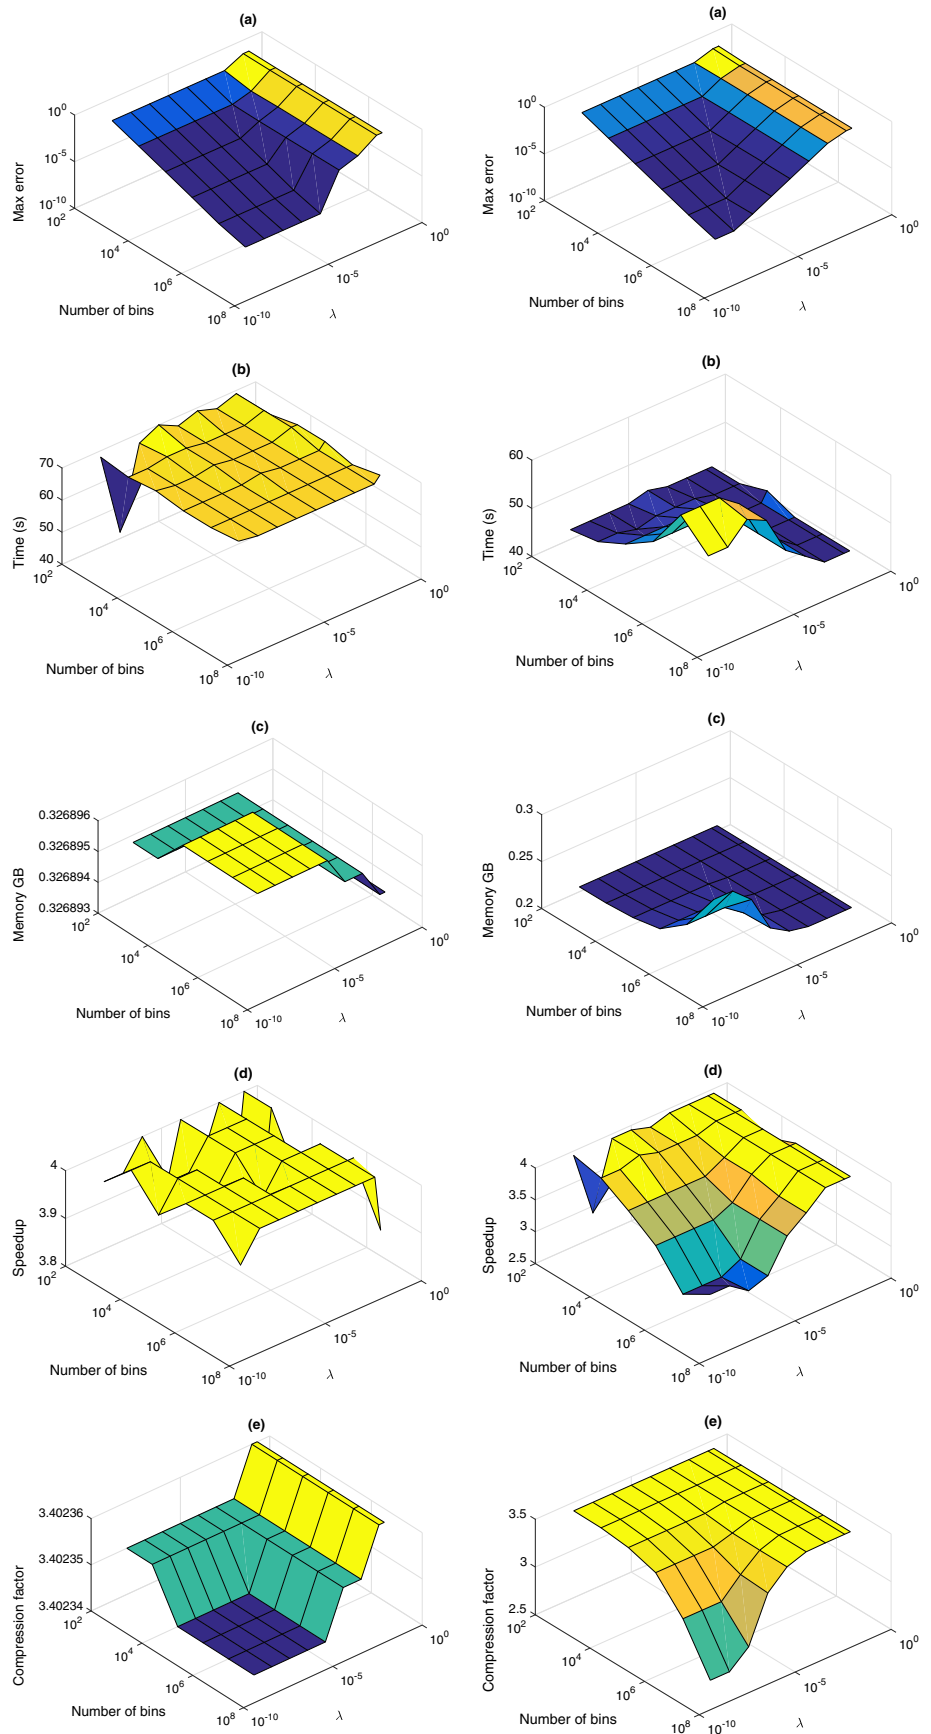 (a)
10^0
10^-5
10^-10
Max error
10^2
10^4
10^6
10^8
Number of bins
10^-10
10^-5
10^0
λ
(a)
10^0
10^-5
10^-10
Max error
10^2
10^4
10^6
10^8
Number of bins
10^-10
10^-5
10^0
λ
(b)
70
60
50
40
Time (s)
10^2
10^4
10^6
10^8
Number of bins
10^-10
10^-5
10^0
λ
(b)
60
50
40
Time (s)
10^2
10^4
10^6
10^8
Number of bins
10^-10
10^-5
10^0
λ
(c)
0.326896
0.326895
0.326894
0.326893
Memory GB
10^2
10^4
10^6
10^8
Number of bins
10^-10
10^-5
10^0
λ
(c)
0.3
0.25
0.2
Memory GB
10^2
10^4
10^6
10^8
Number of bins
10^-10
10^-5
10^0
λ
(d)
4
3.9
3.8
Speedup
10^2
10^4
10^6
10^8
Number of bins
10^-10
10^-5
10^0
λ
(d)
4
3.5
3
2.5
Speedup
10^2
10^4
10^6
10^8
Number of bins
10^-10
10^-5
10^0
λ
(e)
3.40236
3.40235
3.40234
Compression factor
10^2
10^4
10^6
10^8
Number of bins
10^-10
10^-5
10^0
λ
(e)
3.5
3
2.5
Compression factor
10^2
10^4
10^6
10^8
Number of bins
10^-10
10^-5
10^0
λ